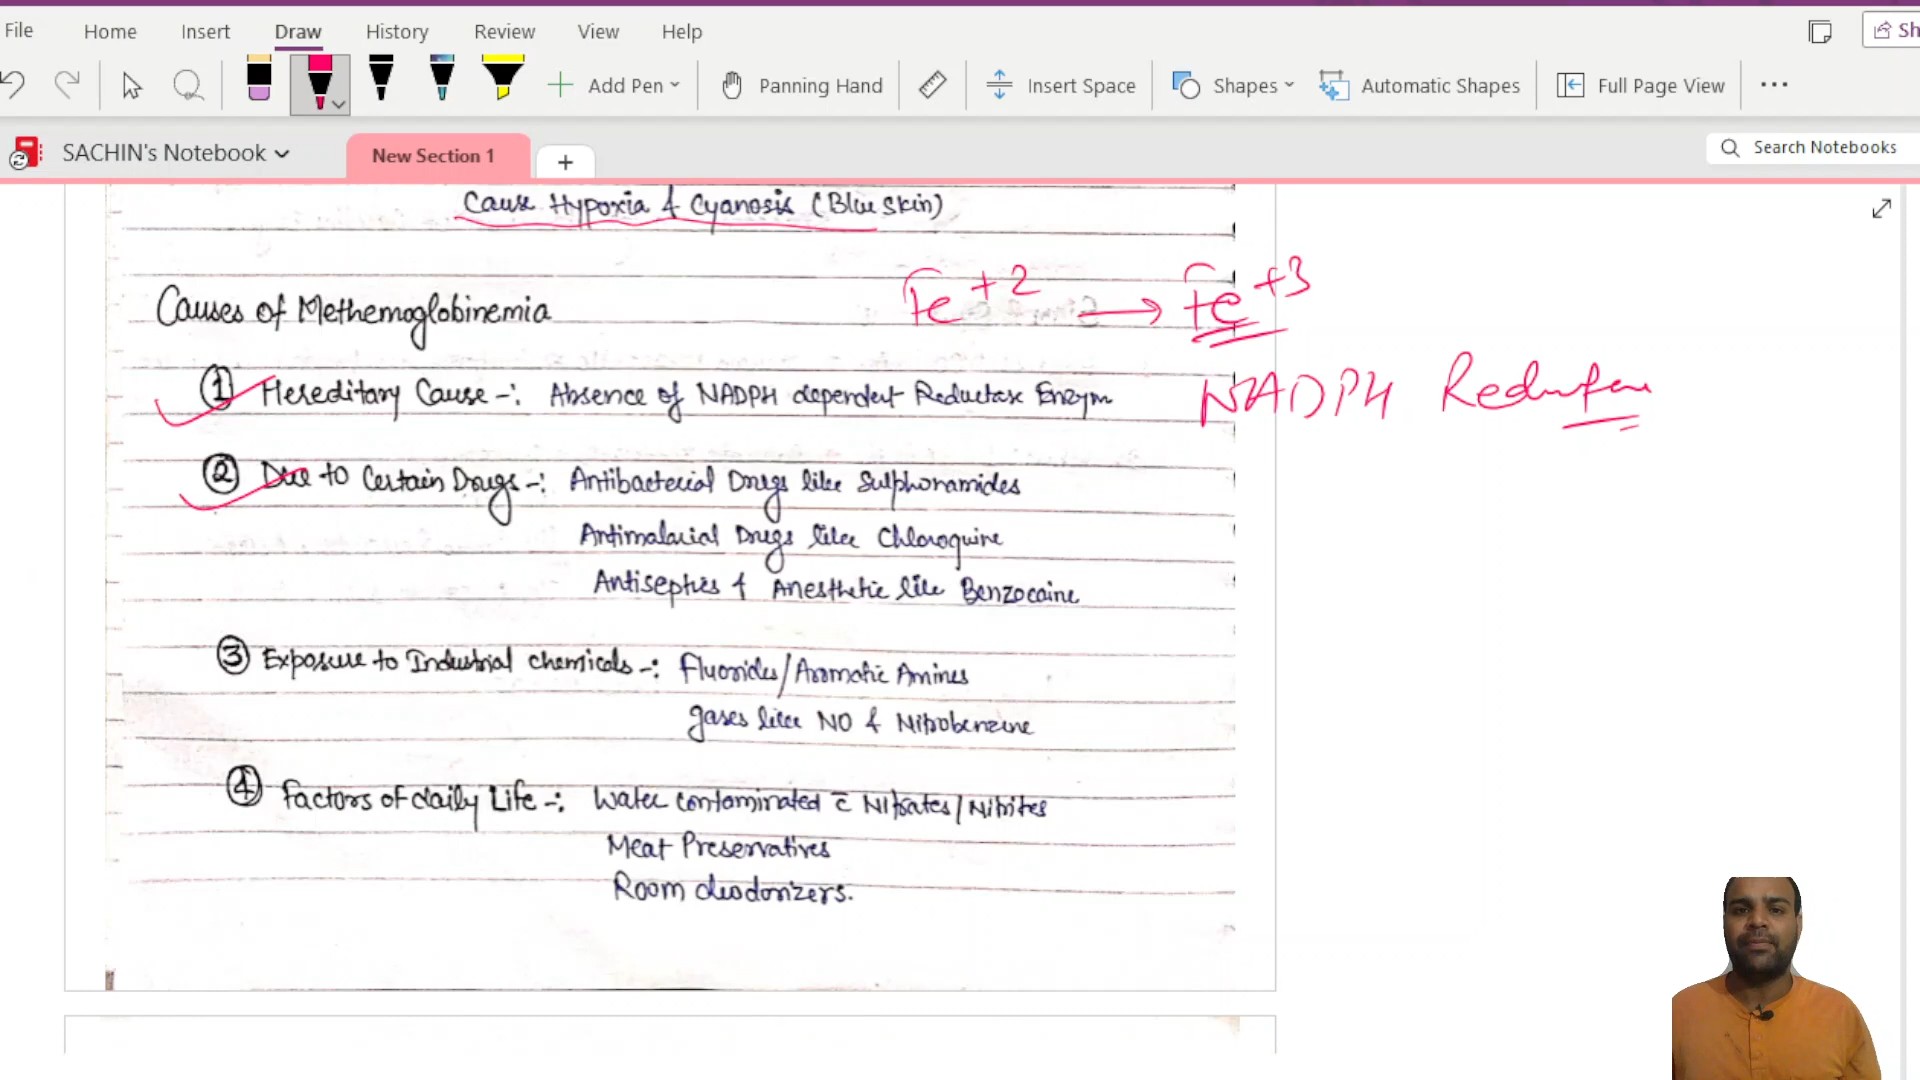 File Home Insert Draw History Review View Help Sh
Add Pen Panning Hand Insert Space Shapes Automatic Shapes Full Page View
SACHIN's Notebook New Section 1 + Search Notebooks
Cause Hypoxia & Cyanosis (Blue Skin)
Fe+2 → Fe+3
Causes of Methemoglobinemia
① Hereditary Cause -: Absence of NADPH dependent Reductase Enzym
NADPH
② Due to Certain Drugs -: Antibacterial Drugs like Sulphonamides
Antimalarial Drugs like Chloroquine
Antiseptics & Anesthetic like Benzocaine
③ Exposure to Industrial chemicals -: Fluorides/Aromatic Amines
gases like NO & Nitrobenzene
④ Factors of daily Life -: Water contaminated c̄ Nitrates/Nitrites
Meat Preservatives
Room deodorizers.